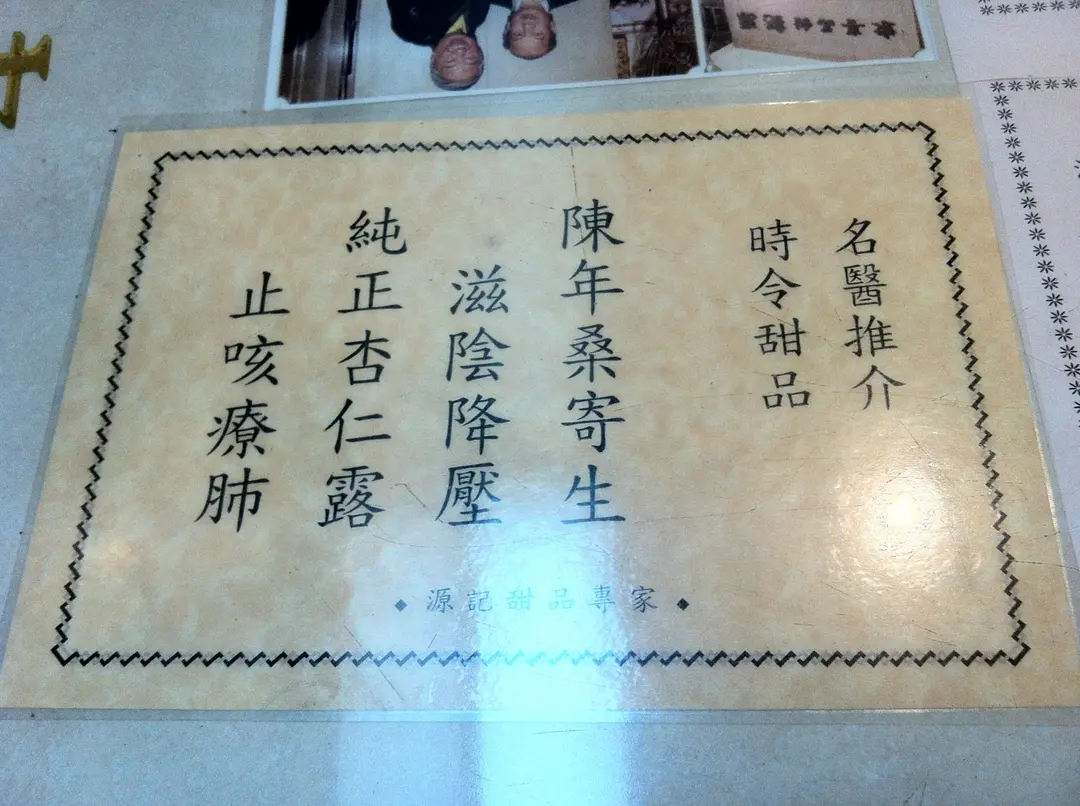 名醫推介
時令甜品
陳年桑寄生
滋陰降壓
純正杏仁露
止咳療肺
◆源記甜品專家◆